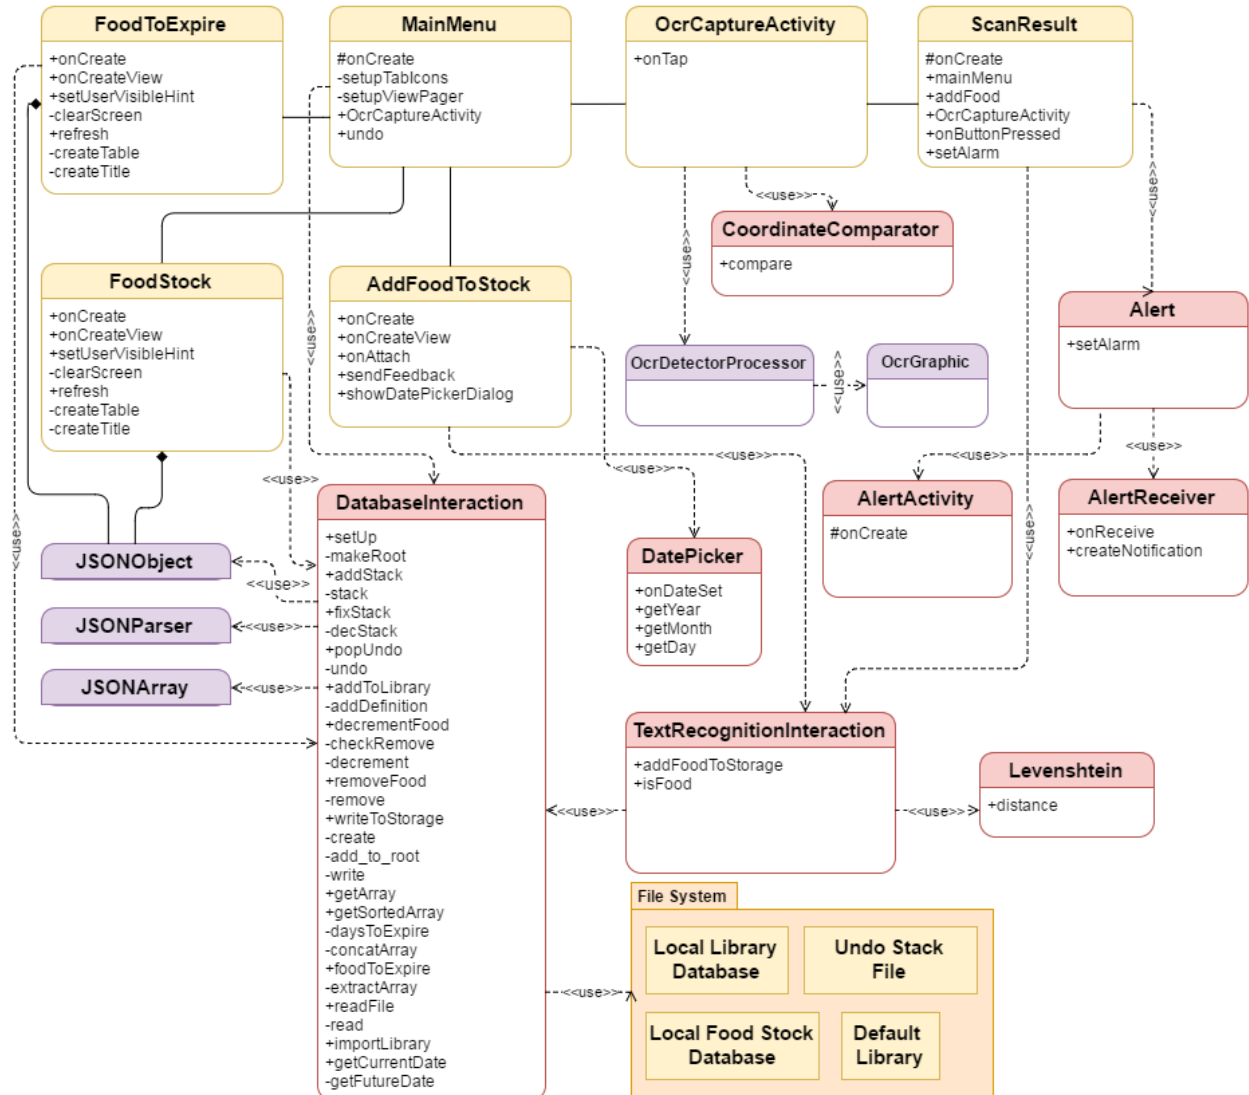 FoodToExpire
+onCreate
+onCreateView
+setUserVisibleHint
-clearScreen
+refresh
-createTable
-createTitle
MainMenu
#onCreate
-setupTabIcons
-setupViewPager
+OcrCaptureActivity
+undo
OcrCaptureActivity
+onTap
ScanResult
#onCreate
+mainMenu
+addFood
+OcrCaptureActivity
+onButtonPressed
+setAlarm
<<use>>
<<use>>
<<use>>
<<use>>
<<use>>
CoordinateComparator
+compare
FoodStock
+onCreate
+onCreateView
+setUserVisibleHint
-clearScreen
+refresh
-createTable
-createTitle
AddFoodToStock
+onCreate
+onCreateView
+onAttach
+sendFeedback
+showDatePickerDialog
OcrDetectorProcessor
<<use>>
OcrGraphic
Alert
+setAlarm
<<use>>
<<use>>
<<use>>
<<use>>
<<use>>
<<use>>
AlertActivity
#onCreate
AlertReceiver
+onReceive
+createNotification
<<use>>
<<use>>
DatabaseInteraction
+setUp
-makeRoot
+addStack
-stack
+fixStack
-decStack
+popUndo
-undo
+addToLibrary
-addDefinition
+decrementFood
-checkRemove
-decrement
+removeFood
-remove
+writeToStorage
-create
-add_to_root
-write
+getArray
+getSortedArray
-daysToExpire
-concatArray
+foodToExpire
-extractArray
+readFile
-read
+importLibrary
+getCurrentDate
-getFutureDate
JSONObject
<<use>>
JSONParser
<<use>>
JSONArray
<<use>>
DatePicker
+onDateSet
+getYear
+getMonth
+getDay
TextRecognitionInteraction
+addFoodToStorage
+isFood
<<use>>
<<use>>
Levenshtein
+distance
<<use>>
File System
Local Library
Database
Undo Stack
File
Local Food Stock
Database
Default
Library